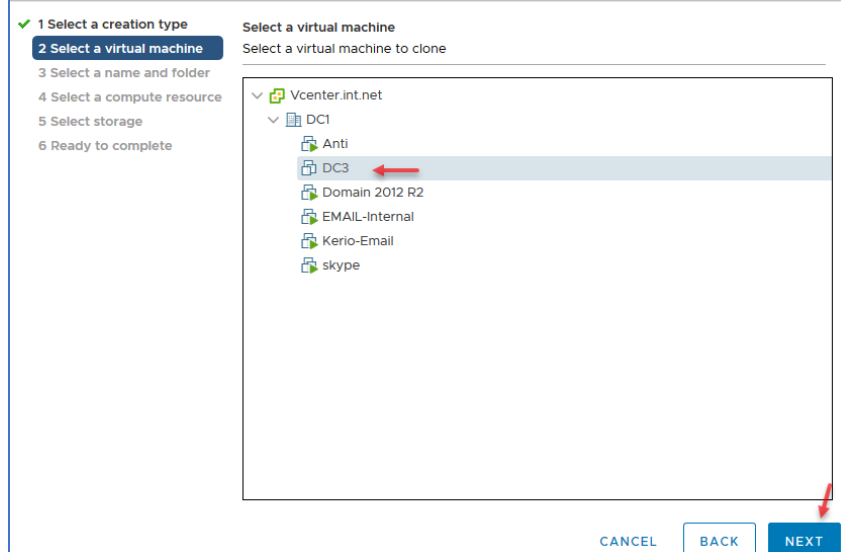 1 Select a creation type
2 Select a virtual machine
3 Select a name and folder
4 Select a compute resource
5 Select storage
6 Ready to complete
Select a virtual machine
Select a virtual machine to clone
Vcenter.int.net
DC1
Anti
DC3
Domain 2012 R2
EMAIL-Internal
Kerio-Email
skype
CANCEL
BACK
NEXT